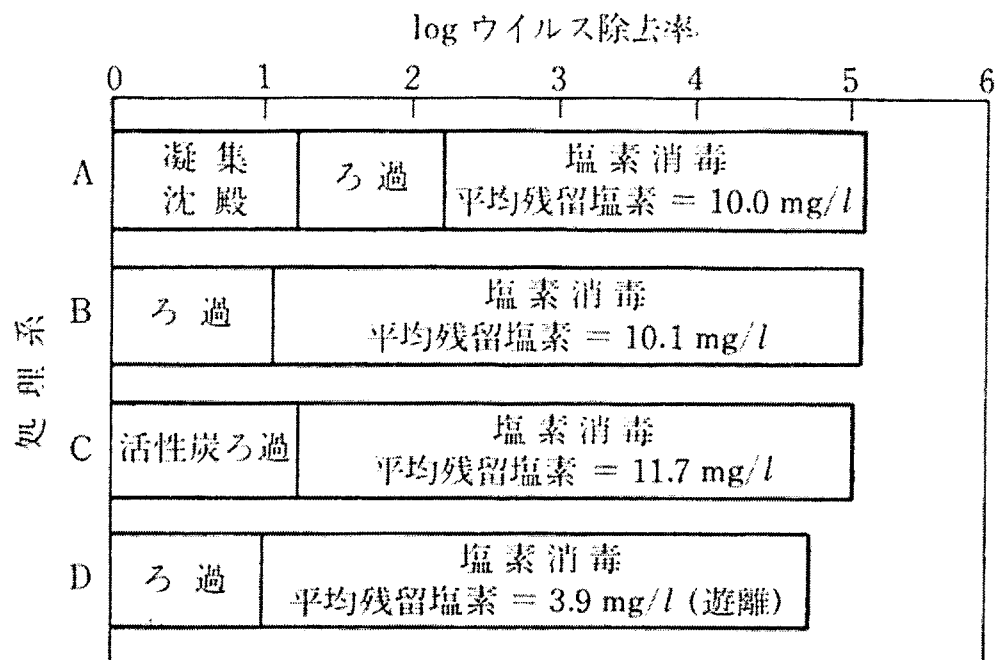 log ウイルス除去率
0 1 2 3 4 5 6
処理系
A
凝集
沈殿
ろ過
塩素消毒
平均残留塩素 = 10.0 mg/l
B
ろ過
塩素消毒
平均残留塩素 = 10.1 mg/l
C
活性炭ろ過
塩素消毒
平均残留塩素 = 11.7 mg/l
D
ろ過
塩素消毒
平均残留塩素 = 3.9 mg/l (遊離)